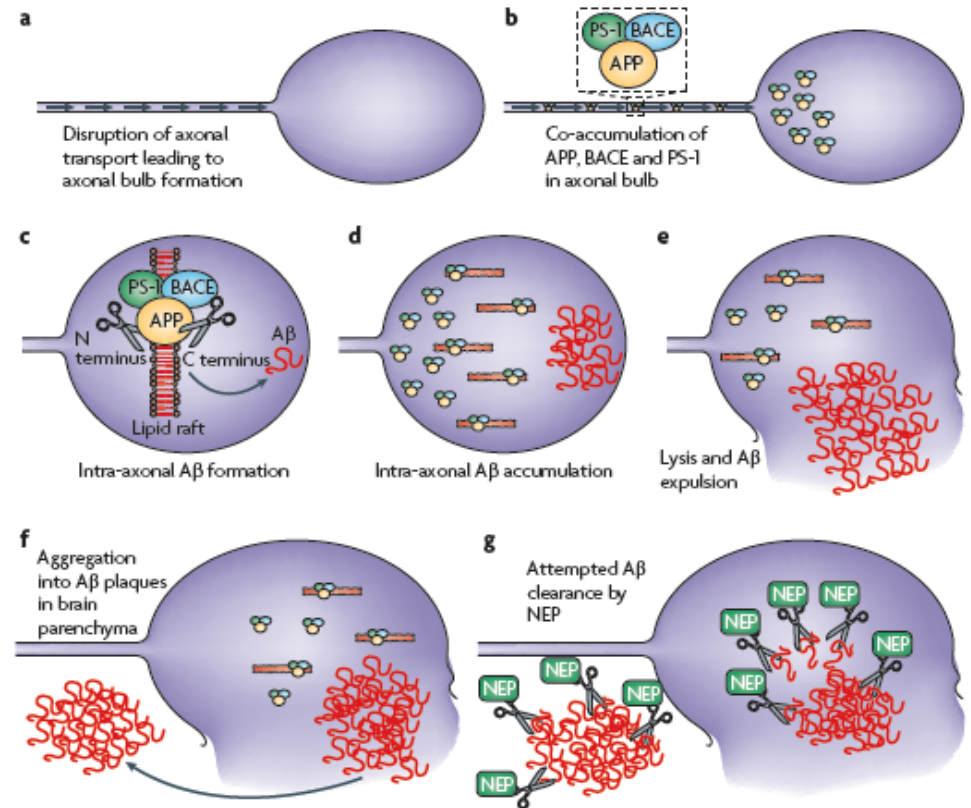 a
Disruption of axonal
transport leading to
axonal bulb formation
b
PS-1 BACE
APP
Co-accumulation of
APP, BACE and PS-1
in axonal bulb
c
PS-1 BACE
APP
N
terminus
C terminus
Aβ
Lipid raft
Intra-axonal Aβ formation
d
Intra-axonal Aβ accumulation
e
Lysis and Aβ
expulsion
f
Aggregation
into Aβ plaques
in brain
parenchyma
g
Attempted Aβ
clearance by
NEP
NEP
NEP
NEP
NEP
NEP
NEP
NEP
NEP
NEP